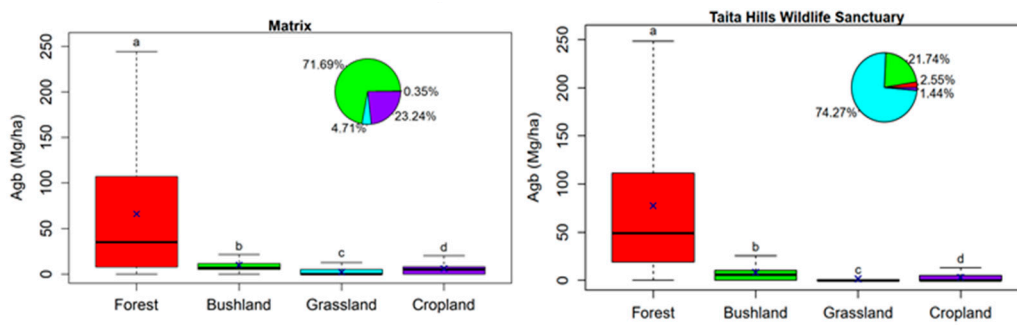 Matrix
Agb (Mg/ha)
250
200
150
100
50
0
a
b
c
d
71.69%
0.35%
4.71%
23.24%
Forest
Bushland
Grassland
Cropland
Taita Hills Wildlife Sanctuary
Agb (Mg/ha)
250
200
150
100
50
0
a
b
c
d
21.74%
2.55%
1.44%
74.27%
Forest
Bushland
Grassland
Cropland